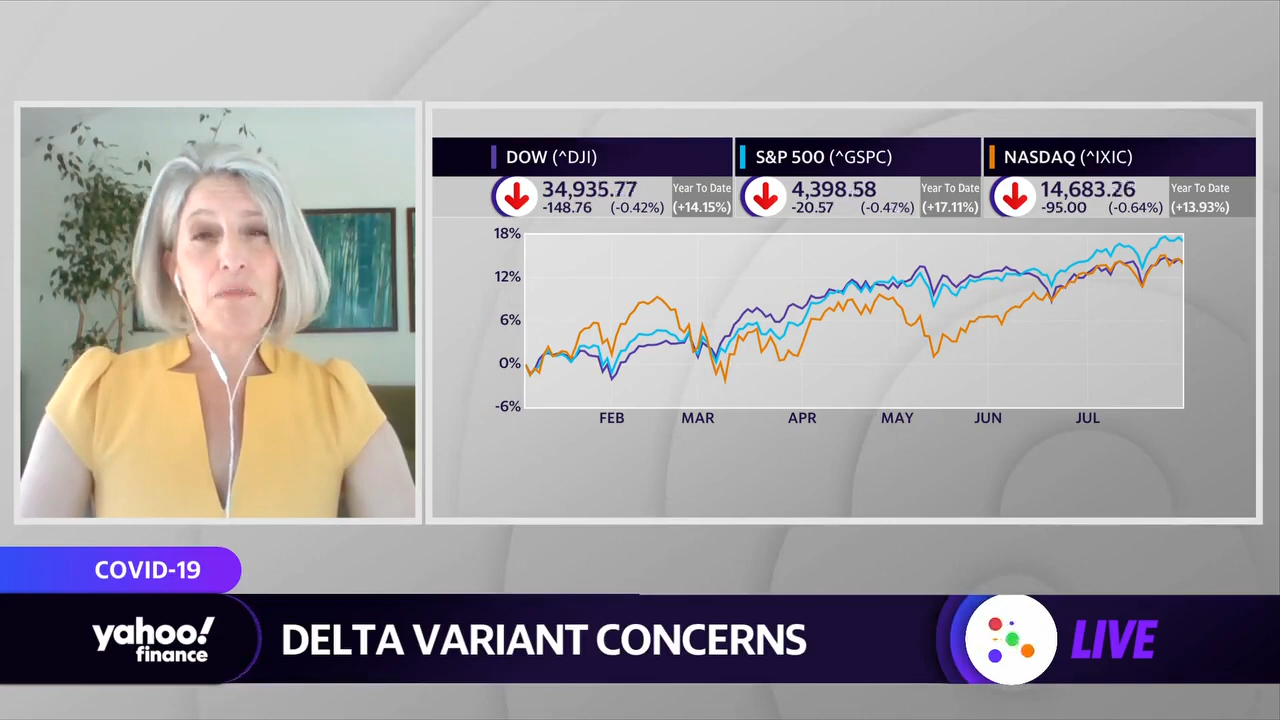 DOW (^DJI)
34,935.77
-148.76 (-0.42%)
Year To Date
(+14.15%)
S&P 500 (^GSPC)
4,398.58
-20.57 (-0.47%)
Year To Date
(+17.11%)
NASDAQ (^IXIC)
14,683.26
-95.00 (-0.64%)
Year To Date
(+13.93%)
18%
12%
6%
0%
-6%
FEB MAR APR MAY JUN JUL
COVID-19
yahoo!
finance
DELTA VARIANT CONCERNS
LIVE